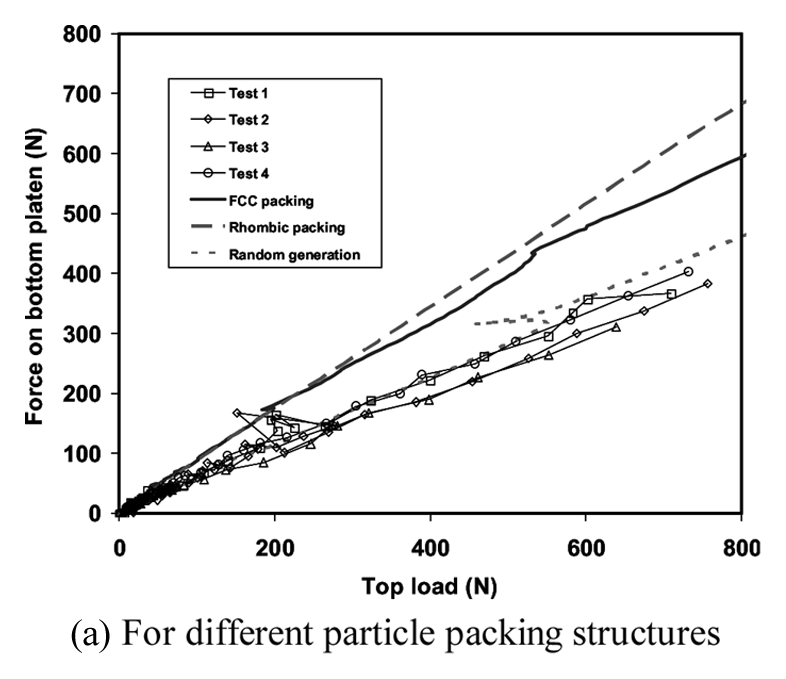 800
700
600
500
400
300
200
100
0
Force on bottom platen (N)
Test 1
Test 2
Test 3
Test 4
FCC packing
Rhombic packing
Random generation
0 200 400 600 800
Top load (N)
(a) For different particle packing structures